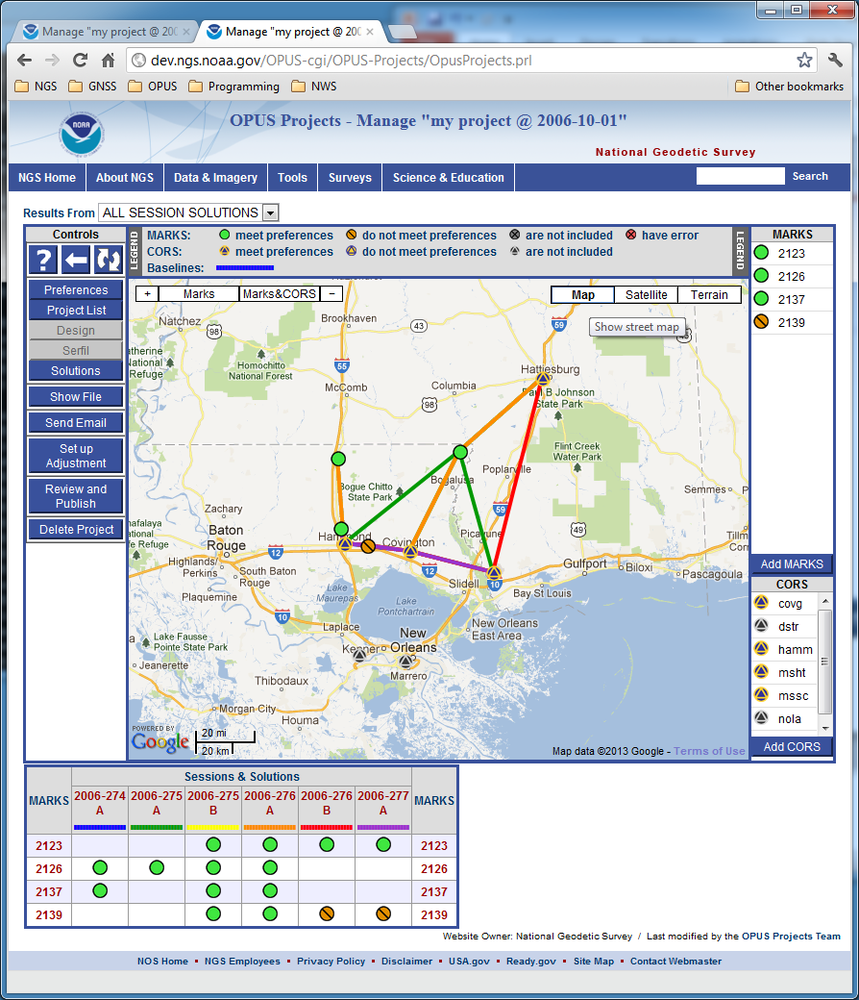 Manage "my project @ 200
Manage "my project @ 200
dev.ngs.noaa.gov/OPUS-cgi/OPUS-Projects/OpusProjects.prl
NGS GNSS OPUS Programming NWS Other bookmarks
NOAA
OPUS Projects - Manage "my project @ 2006-10-01"
National Geodetic Survey
NGS Home About NGS Data & Imagery Tools Surveys Science & Education Search
Results From ALL SESSION SOLUTIONS
Controls
?
Preferences
Project List
Design
Serfil
Solutions
Show File
Send Email
Set up
Adjustment
Review and
Publish
Delete Project
LEGEND
MARKS: meet preferences do not meet preferences are not included have error
CORS: meet preferences do not meet preferences are not included
Baselines:
LEGEND
+ Marks Marks&CORS −
Map Satellite Terrain
Show street map
Natchez
98
Brookhaven
43
59
Homochitto
National Forest
55
McComb
Columbia
98
Hattiesburg
Paul B Johnson
State Park
Flint Creek
Water Park
Poplarville
Bogalusa
Bogue Chitto
State Park
59
Picayune
49
Semmes
Zachary
Baton
Rouge
12
Hammond
Covington
12
Highlands/
Perkins
South Baton
Rouge
Plaquemine
Lake
Maurepas
Lake
Pontchartrain
Slidell
10
Gulfport
Biloxi
Pascagoula
Bay St Louis
10
Laplace
New
Orleans
New Orleans
East Area
Kenner
Marrero
Lake Fausse
Pointe State Park
Jeanerette
Thibodaux
Morgan City
Houma
POWERED BY
Google
20 mi
20 km
Map data ©2013 Google - Terms of Use
MARKS
2123
2126
2137
2139
Add MARKS
CORS
covg
dstr
hamm
msht
mssc
nola
Add CORS
MARKS Sessions & Solutions MARKS
2006-274 2006-275 2006-275 2006-276 2006-276 2006-277
A A B A B A
2123 2123
2126 2126
2137 2137
2139 2139
Website Owner: National Geodetic Survey / Last modified by the OPUS Projects Team
NOS Home ▪ NGS Employees ▪ Privacy Policy ▪ Disclaimer ▪ USA.gov ▪ Ready.gov ▪ Site Map ▪ Contact Webmaster